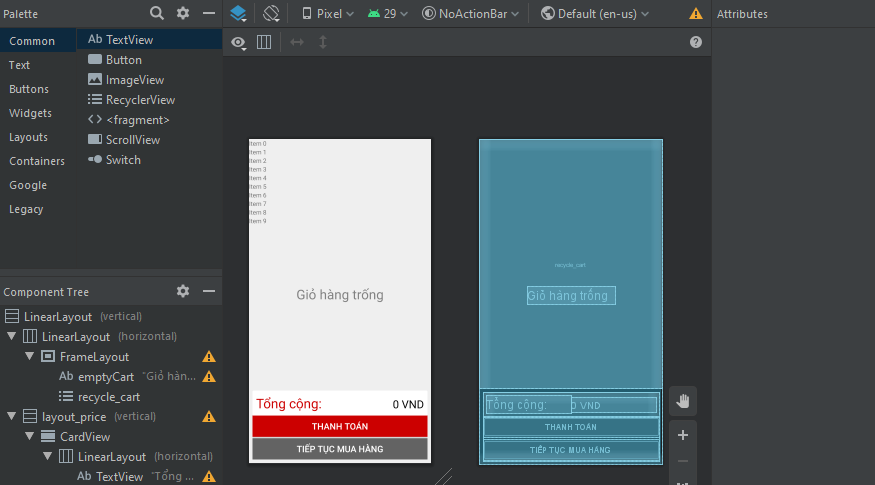 Palette
Pixel
29
NoActionBar
Default (en-us)
Attributes
Common
Text
Buttons
Widgets
Layouts
Containers
Google
Legacy
Ab TextView
Button
ImageView
RecyclerView
<fragment>
ScrollView
Switch
Item 0
Item 1
Item 2
Item 3
Item 4
Item 5
Item 6
Item 7
Item 8
Item 9
Giỏ hàng trống
Tổng cộng: 0 VND
THANH TOÁN
TIẾP TỤC MUA HÀNG
recycle_cart
Giỏ hàng trống
Tổng cộng: 0 VND
THANH TOÁN
TIẾP TỤC MUA HÀNG
Component Tree
LinearLayout (vertical)
LinearLayout (horizontal)
FrameLayout
Ab emptyCart "Giỏ hàn...
recycle_cart
layout_price (vertical)
CardView
LinearLayout (horizontal)
Ab TextView "Tổng ...